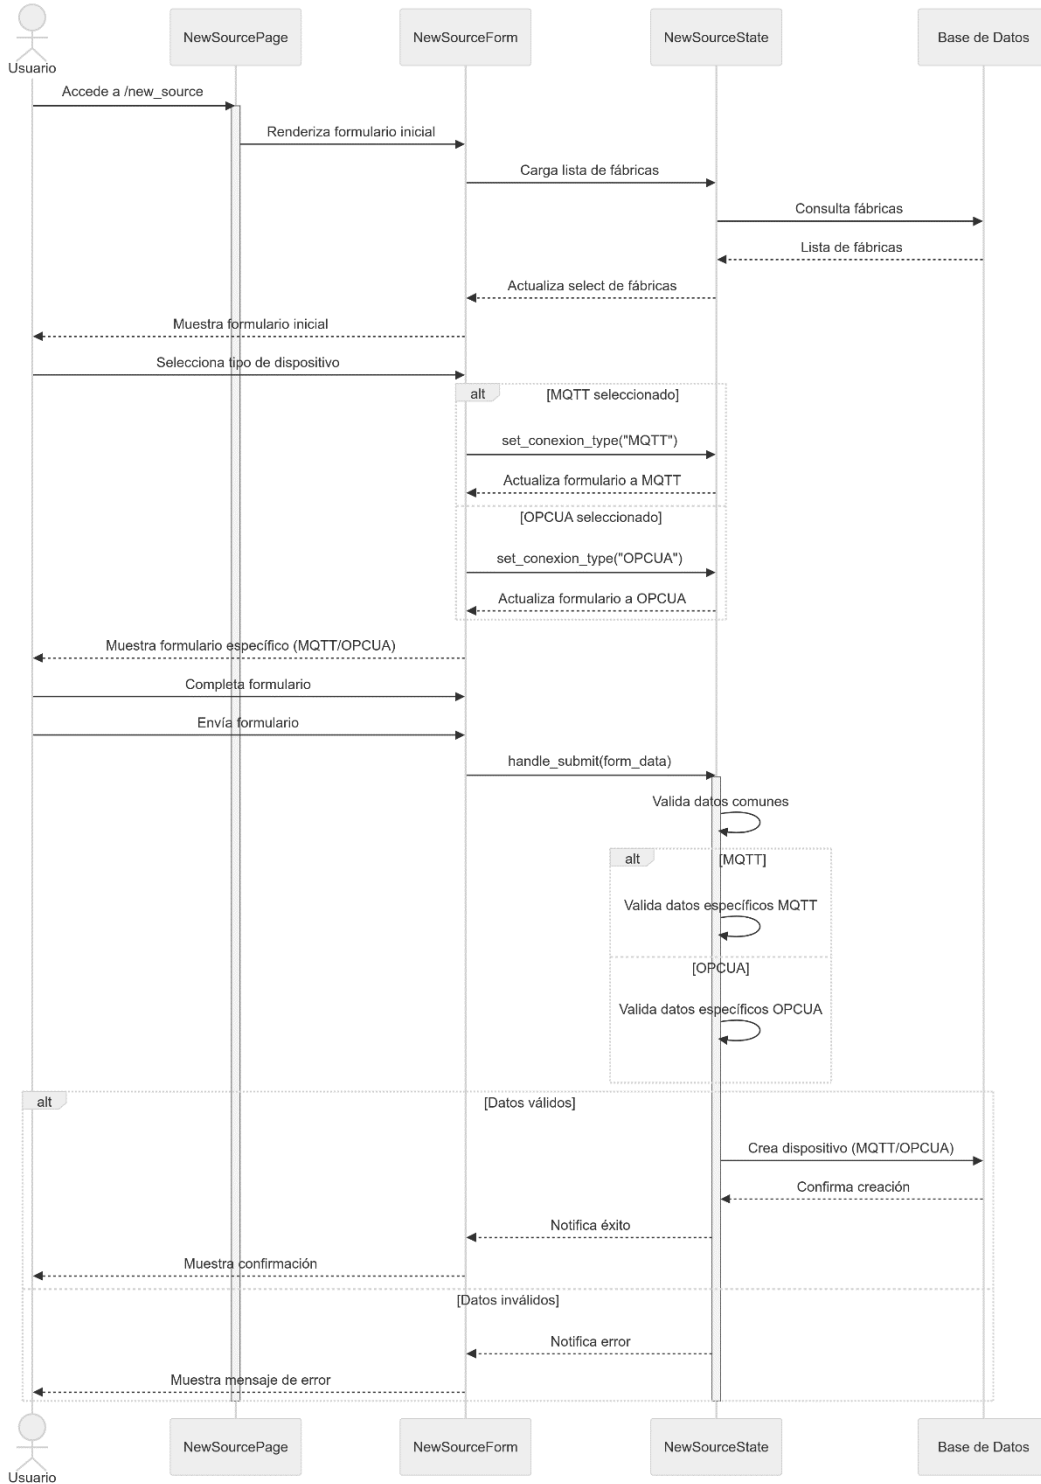 Usuario
NewSourcePage
NewSourceForm
NewSourceState
Base de Datos
Accede a /new_source
Renderiza formulario inicial
Carga lista de fábricas
Consulta fábricas
Lista de fábricas
Actualiza select de fábricas
Muestra formulario inicial
Selecciona tipo de dispositivo
alt
[MQTT seleccionado]
set_conexion_type("MQTT")
Actualiza formulario a MQTT
[OPCUA seleccionado]
set_conexion_type("OPCUA")
Actualiza formulario a OPCUA
Muestra formulario específico (MQTT/OPCUA)
Completa formulario
Envía formulario
handle_submit(form_data)
Valida datos comunes
alt
[MQTT]
Valida datos específicos MQTT
[OPCUA]
Valida datos específicos OPCUA
alt
[Datos válidos]
Crea dispositivo (MQTT/OPCUA)
Confirma creación
Notifica éxito
Muestra confirmación
[Datos inválidos]
Notifica error
Muestra mensaje de error
Usuario
NewSourcePage
NewSourceForm
NewSourceState
Base de Datos